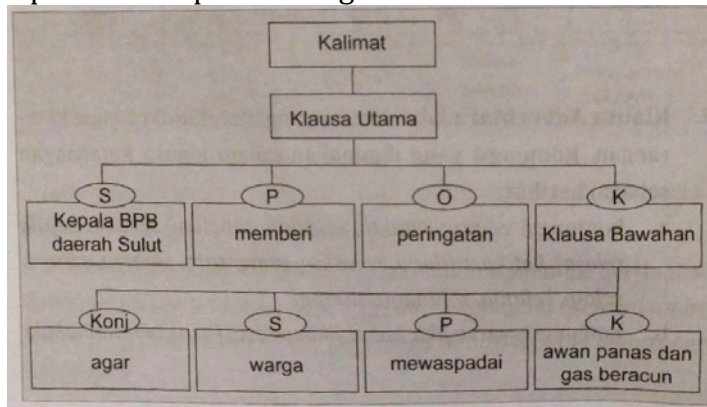 Kalimat
Klausa Utama
S
P
O
K
Kepala BPB
daerah Sulut
memberi
peringatan
Klausa Bawahan
Konj
S
P
K
agar
warga
mewaspadai
awan panas dan
gas beracun